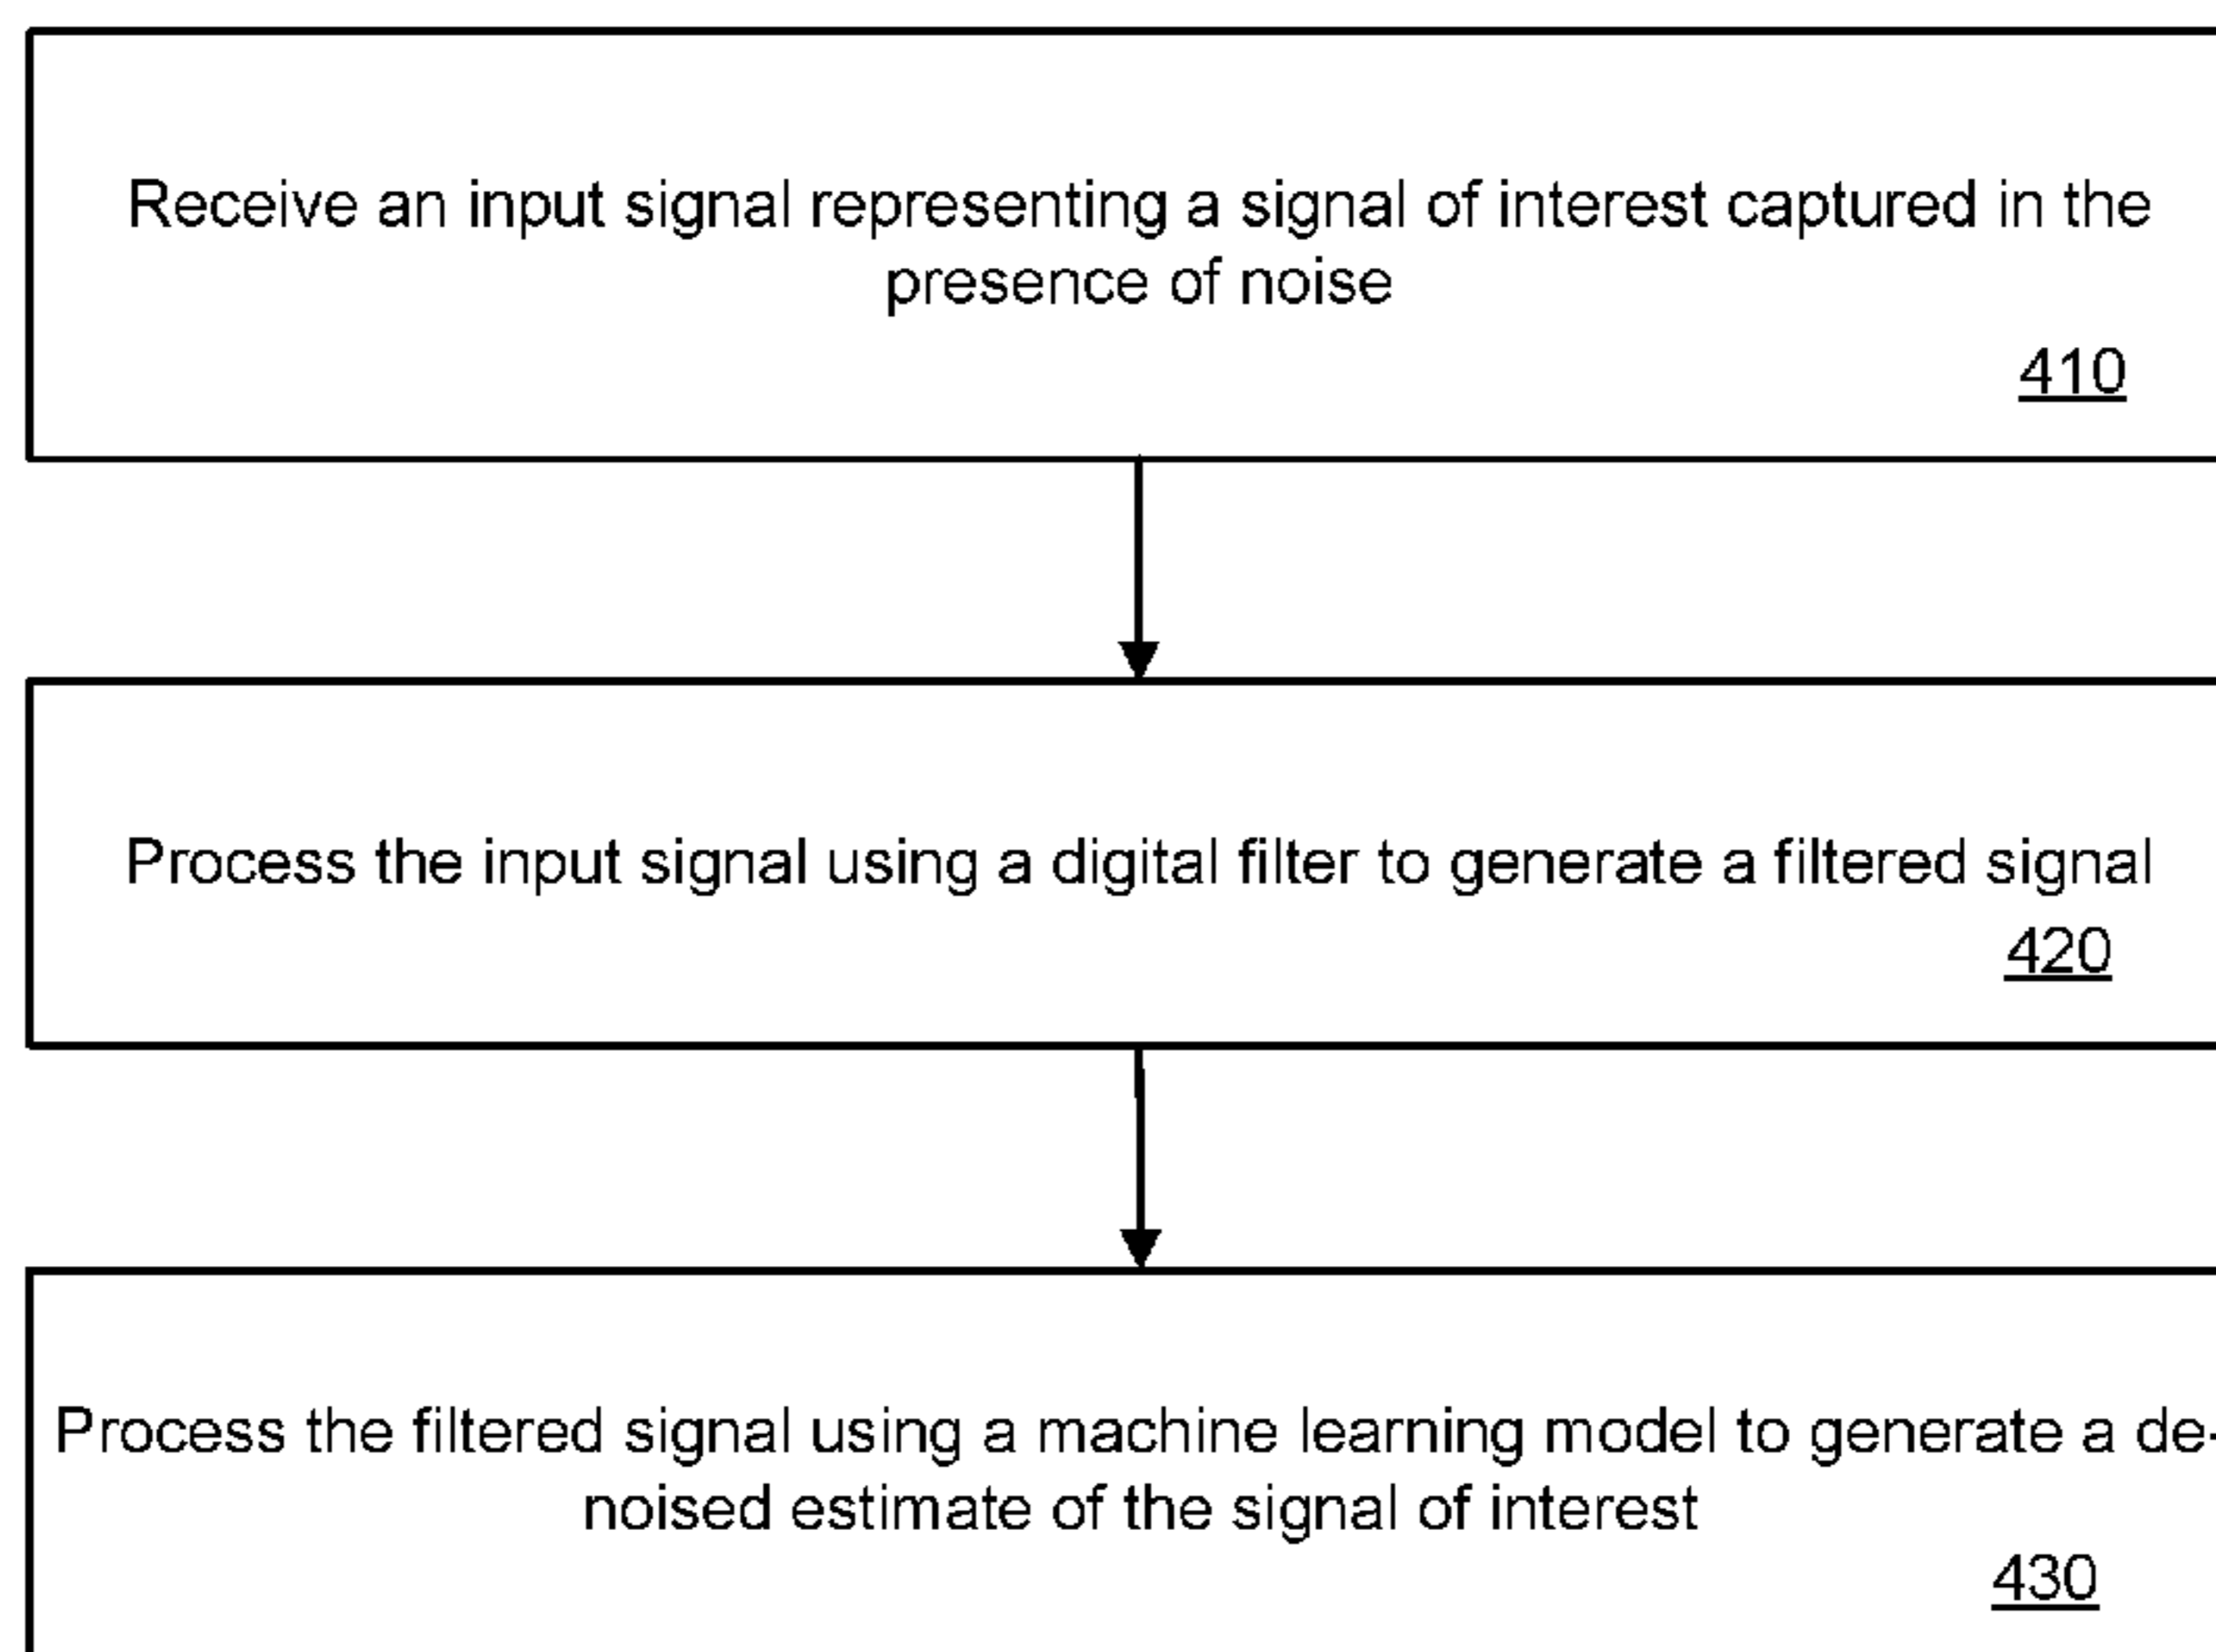 Receive an input signal representing a signal of interest captured in the
presence of noise
410
Process the input signal using a digital filter to generate a filtered signal
420
Process the filtered signal using a machine learning model to generate a de-
noised estimate of the signal of interest
430